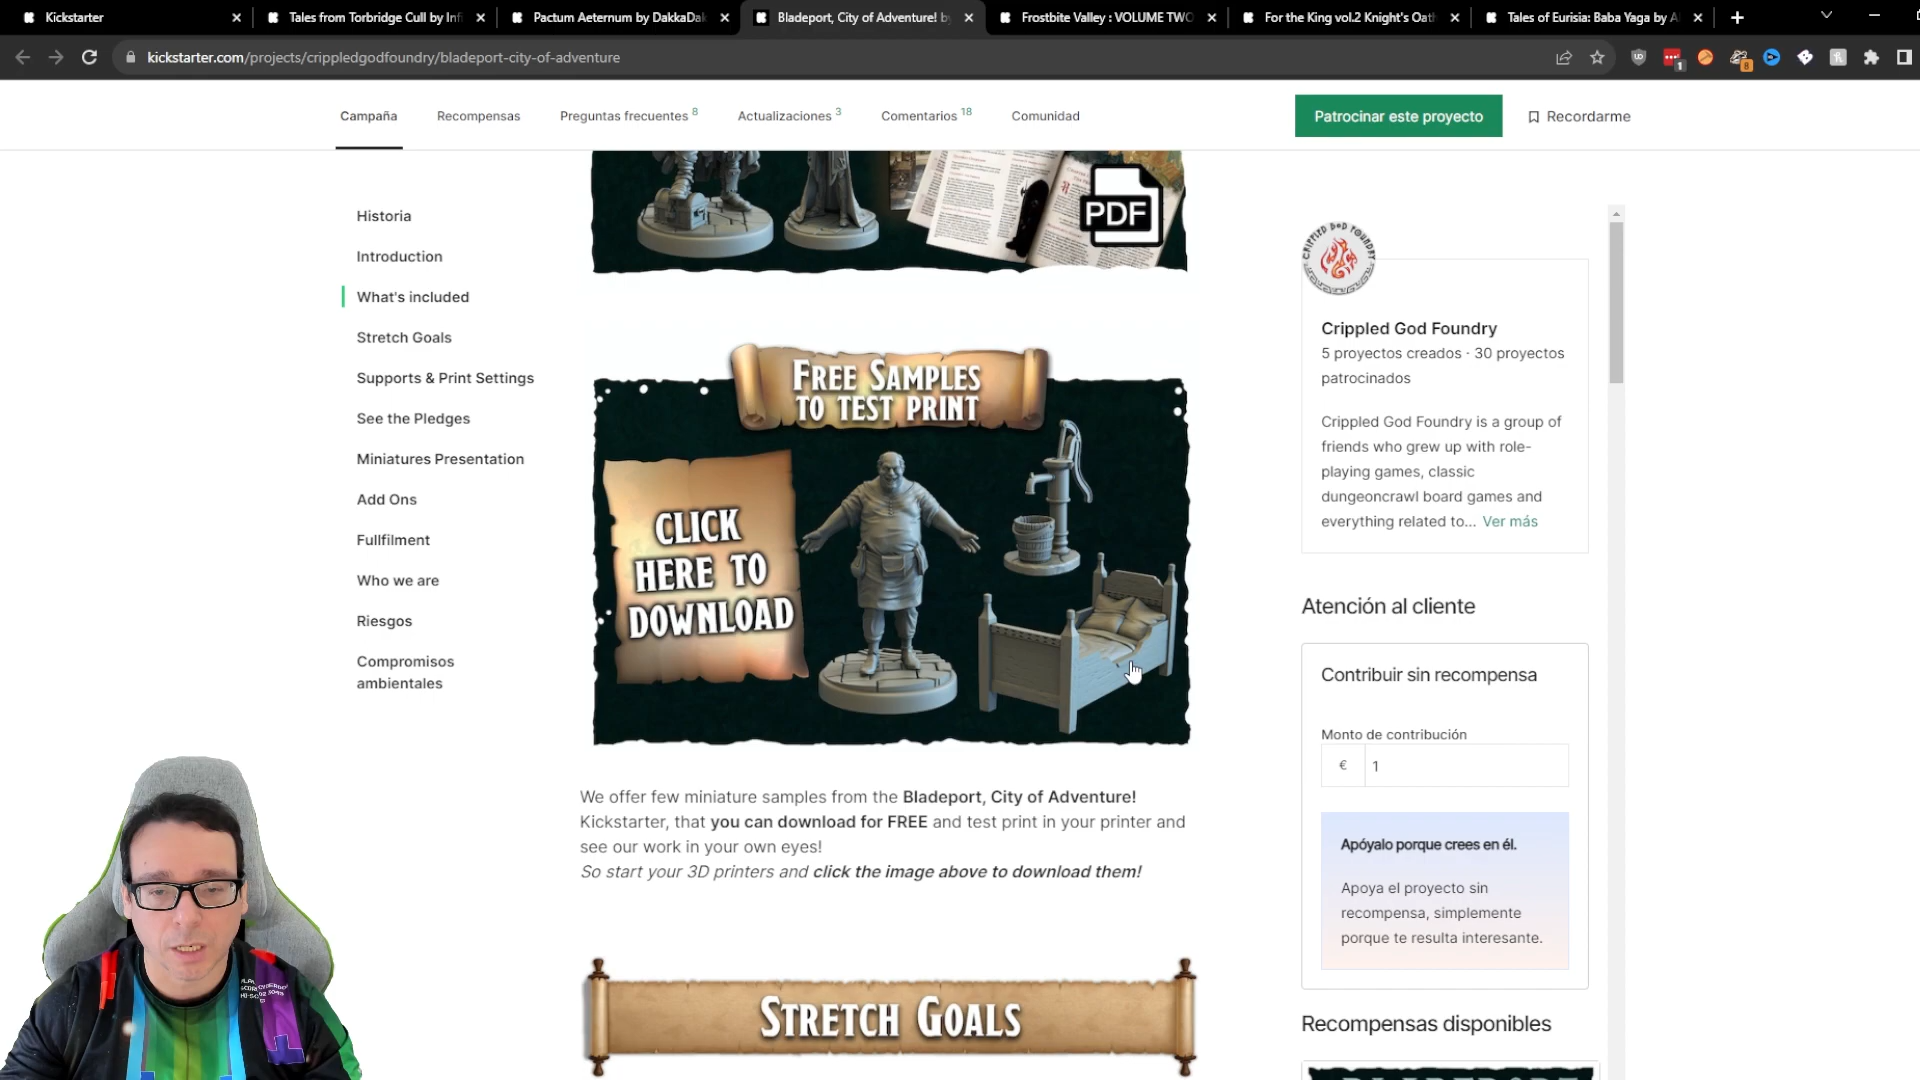 Kickstarter
Tales from Torbridge Cull by Inf
Pactum Aeternum by DakkaDak
Bladeport, City of Adventure! b
Frostbite Valley : VOLUME TWO
For the King vol.2 Knight's Oath
Tales of Eurisia: Baba Yaga by A
kickstarter.com/projects/crippledgodfoundry/bladeport-city-of-adventure
1
8
Campaña
Recompensas
Preguntas frecuentes 8
Actualizaciones 3
Comentarios 18
Comunidad
Patrocinar este proyecto
Recordarme
Historia
Introduction
What's included
Stretch Goals
Supports & Print Settings
See the Pledges
Miniatures Presentation
Add Ons
Fullfilment
Who we are
Riesgos
Compromisos
ambientales
PDF
FREE SAMPLES
TO TEST PRINT
CLICK
HERE TO
DOWNLOAD
We offer few miniature samples from the Bladeport, City of Adventure!
Kickstarter, that you can download for FREE and test print in your printer and
see our work in your own eyes!
So start your 3D printers and click the image above to download them!
STRETCH GOALS
CRIPPLED GOD FOUNDRY
Crippled God Foundry
5 proyectos creados · 30 proyectos
patrocinados
Crippled God Foundry is a group of
friends who grew up with role-
playing games, classic
dungeoncrawl board games and
everything related to... Ver más
Atención al cliente
Contribuir sin recompensa
Monto de contribución
€ 1
Apóyalo porque crees en él.
Apoya el proyecto sin
recompensa, simplemente
porque te resulta interesante.
Recompensas disponibles